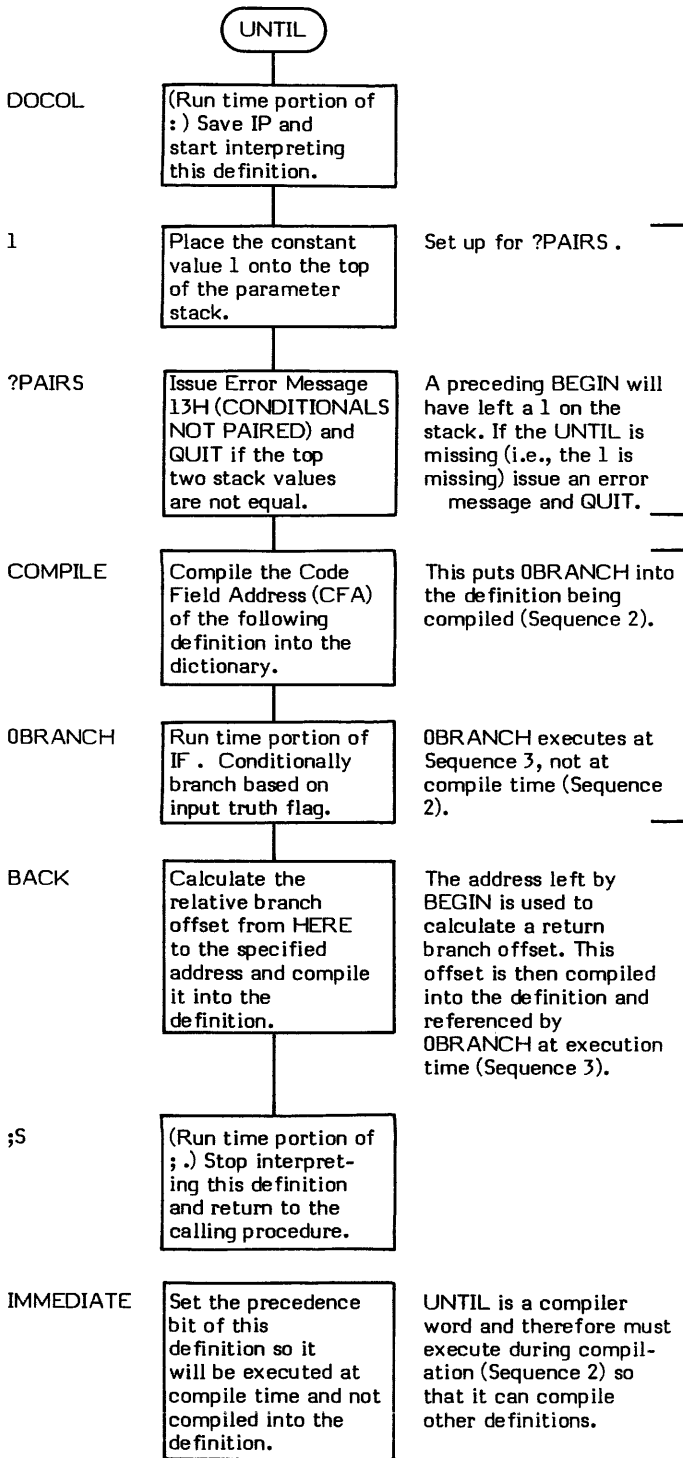 UNTIL
DOCOL
(Run time portion of
: ) Save IP and
start interpreting
this definition.
1
Place the constant
value 1 onto the top
of the parameter
stack.
Set up for ?PAIRS .
?PAIRS
Issue Error Message
13H (CONDITIONALS
NOT PAIRED) and
QUIT if the top
two stack values
are not equal.
A preceding BEGIN will
have left a 1 on the
stack. If the UNTIL is
missing (i.e., the 1 is
missing) issue an error
message and QUIT.
COMPILE
Compile the Code
Field Address (CFA)
of the following
definition into the
dictionary.
This puts 0BRANCH into
the definition being
compiled (Sequence 2).
0BRANCH
Run time portion of
IF . Conditionally
branch based on
input truth flag.
0BRANCH executes at
Sequence 3, not at
compile time (Sequence
2).
BACK
Calculate the
relative branch
offset from HERE
to the specified
address and compile
it into the
definition.
The address left by
BEGIN is used to
calculate a return
branch offset. This
offset is then compiled
into the definition and
referenced by
0BRANCH at execution
time (Sequence 3).
;S
(Run time portion of
; .) Stop interpret-
ing this definition
and return to the
calling procedure.
IMMEDIATE
Set the precedence
bit of this
definition so it
will be executed at
compile time and not
compiled into the
definition.
UNTIL is a compiler
word and therefore must
execute during compil-
ation (Sequence 2) so
that it can compile
other definitions.